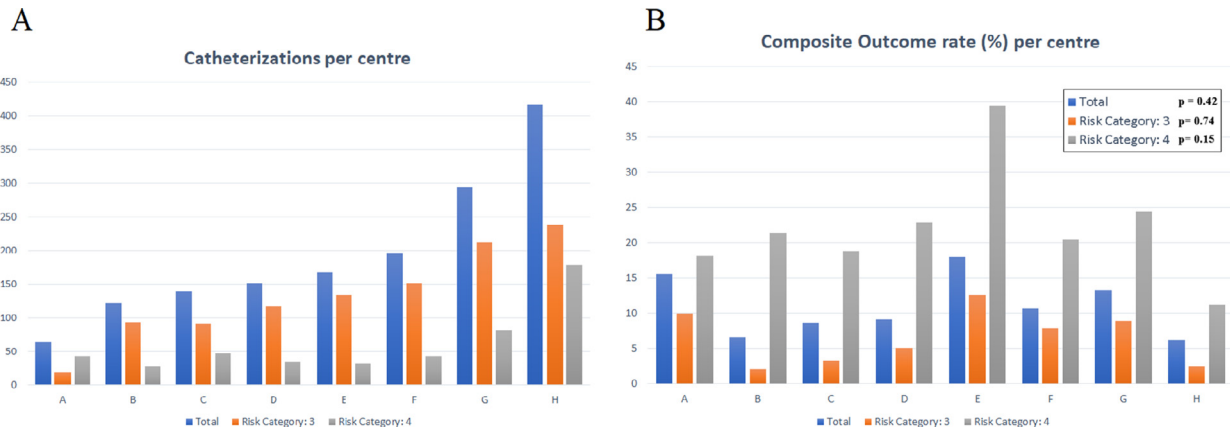 A
Catheterizations per centre
450
400
350
300
250
200
150
100
50
0
A B C D E F G H
Total Risk Category: 3 Risk Category: 4
B
Composite Outcome rate (%) per centre
45
40
35
30
25
20
15
10
5
0
Total p = 0.42
Risk Category: 3 p= 0.74
Risk Category: 4 p= 0.15
A B C D E F G H
Total Risk Category: 3 Risk Category: 4